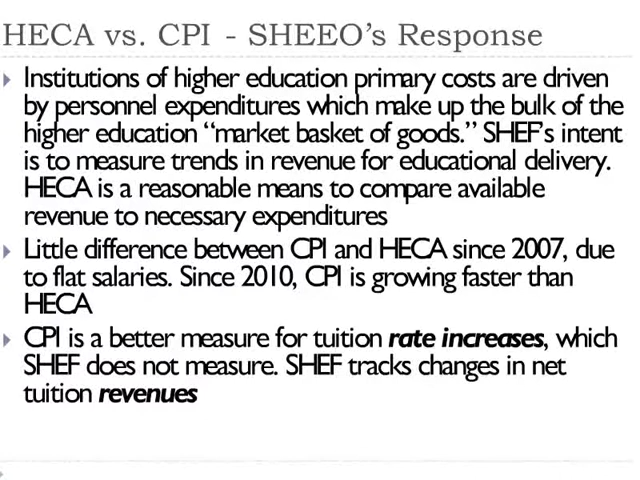 HECA vs. CPI - SHEEO's Response
Institutions of higher education primary costs are driven
by personnel expenditures which make up the bulk of the
higher education “market basket of goods.” SHEF's intent
is to measure trends in revenue for educational delivery.
HECA is a reasonable means to compare available
revenue to necessary expenditures
Little difference between CPI and HECA since 2007, due
to flat salaries. Since 2010, CPI is growing faster than
HECA
CPI is a better measure for tuition rate increases, which
SHEF does not measure. SHEF tracks changes in net
tuition revenues